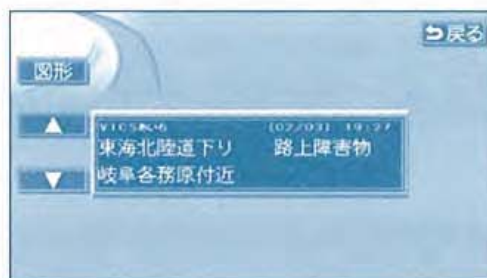 戻る
図形
▲
VICSあいち (02/03) 19:27
東海北陸道下り 路上障害物
岐阜各務原付近
▼